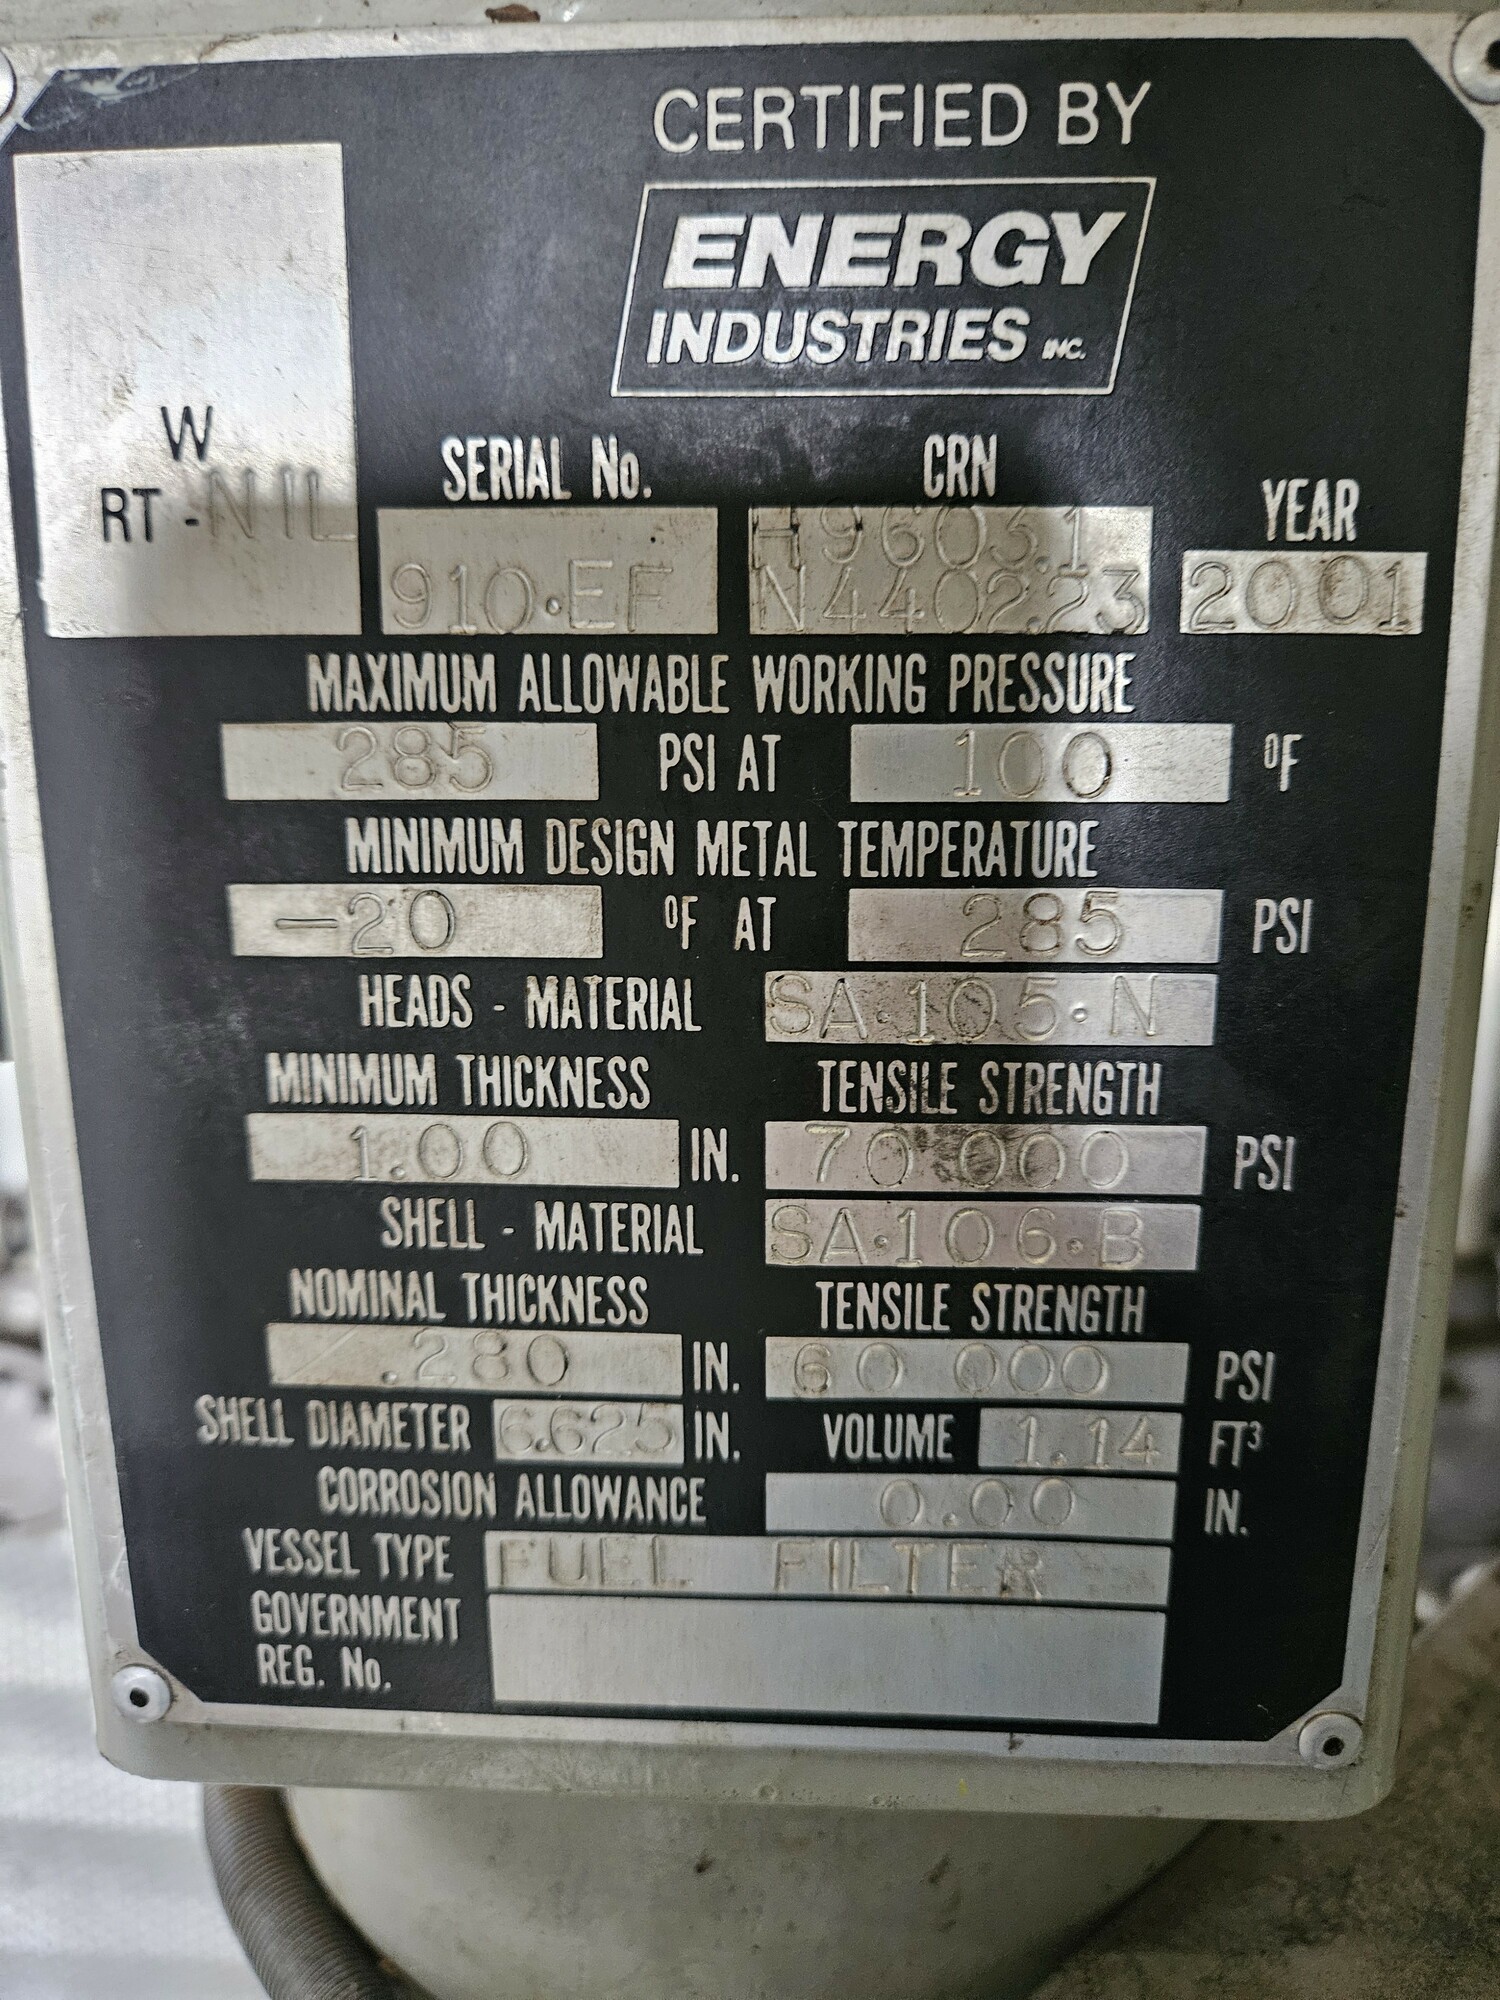 CERTIFIED BY
ENERGY
INDUSTRIES INC.
W
RT - NIL
SERIAL No.
910·EF
CRN
H9603.1
N4402.23
YEAR
2001
MAXIMUM ALLOWABLE WORKING PRESSURE
285 PSI AT 100 ºF
MINIMUM DESIGN METAL TEMPERATURE
-20 ºF AT 285 PSI
HEADS - MATERIAL SA·105·N
MINIMUM THICKNESS TENSILE STRENGTH
1.00 IN. 70 000 PSI
SHELL - MATERIAL SA·106·B
NOMINAL THICKNESS TENSILE STRENGTH
.280 IN. 60 000 PSI
SHELL DIAMETER 6.625 IN. VOLUME 1.14 FT³
CORROSION ALLOWANCE 0.00 IN.
VESSEL TYPE FUEL FILTER
GOVERNMENT
REG. No.